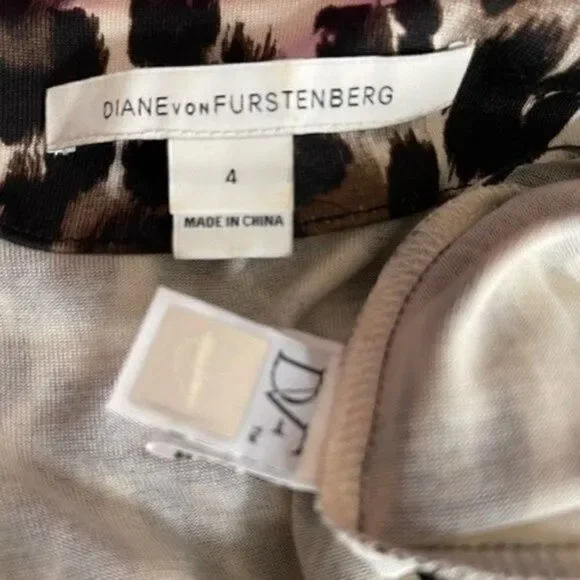 DIANE VON FURSTENBERG
4
MADE IN CHINA
DVF